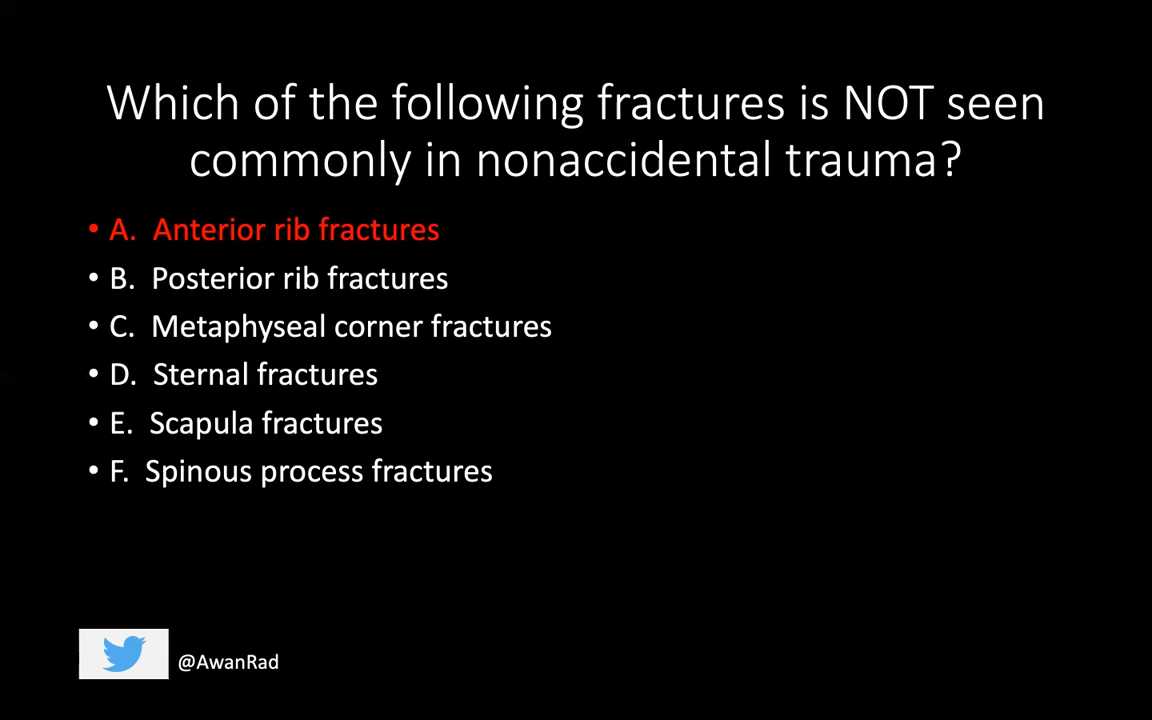 Which of the following fractures is NOT seen
commonly in nonaccidental trauma?
• A. Anterior rib fractures
• B. Posterior rib fractures
• C. Metaphyseal corner fractures
• D. Sternal fractures
• E. Scapula fractures
• F. Spinous process fractures
@AwanRad